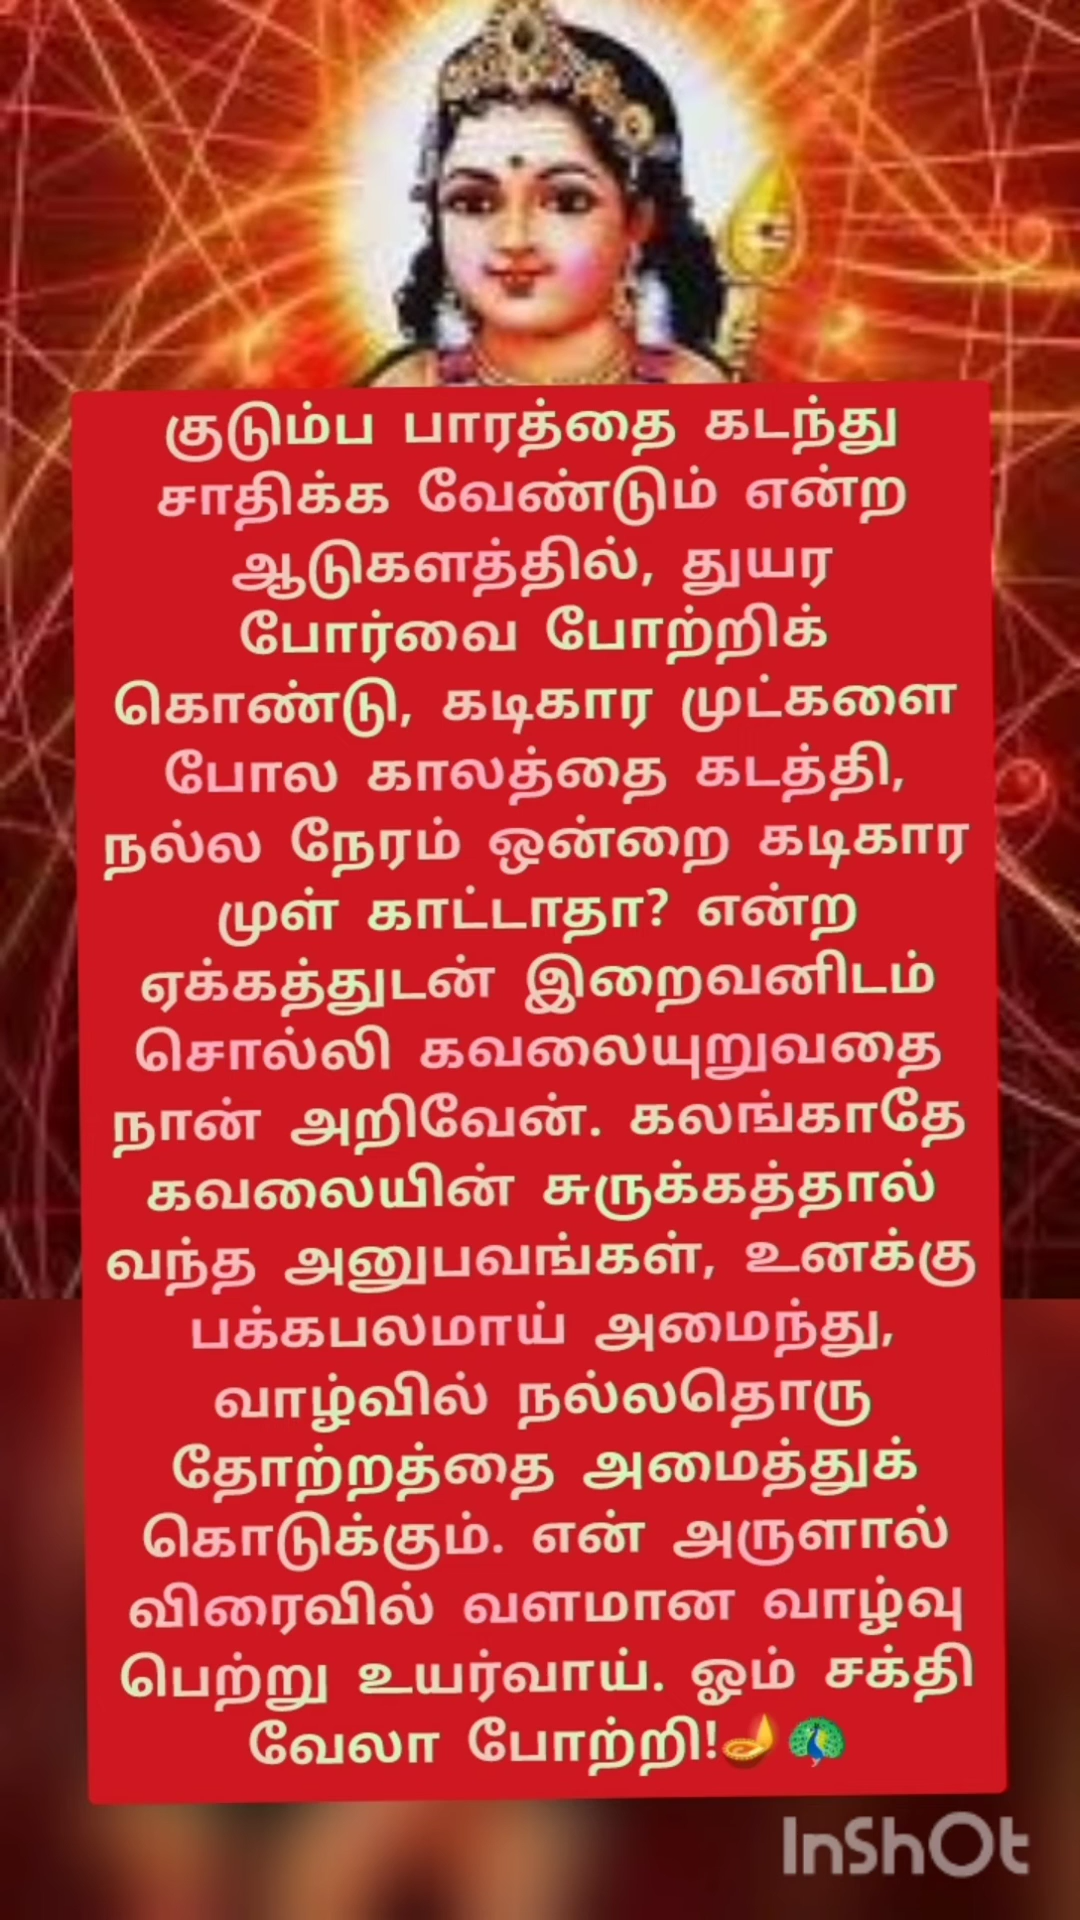 குடும்ப பாரத்தை கடந்து
சாதிக்க வேண்டும் என்ற
ஆடுகளத்தில், துயர
போர்வை போற்றிக்
கொண்டு, கடிகார முட்களை
போல காலத்தை கடத்தி,
நல்ல நேரம் ஒன்றை கடிகார
முள் காட்டாதா? என்ற
ஏக்கத்துடன் இறைவனிடம்
சொல்லி கவலையுறுவதை
நான் அறிவேன். கலங்காதே
கவலையின் சுருக்கத்தால்
வந்த அனுபவங்கள், உனக்கு
பக்கபலமாய் அமைந்து,
வாழ்வில் நல்லதொரு
தோற்றத்தை அமைத்துக்
கொடுக்கும். என் அருளால்
விரைவில் வளமான வாழ்வு
பெற்று உயர்வாய். ஓம் சக்தி
வேலா போற்றி!🪔🦚
InShOt